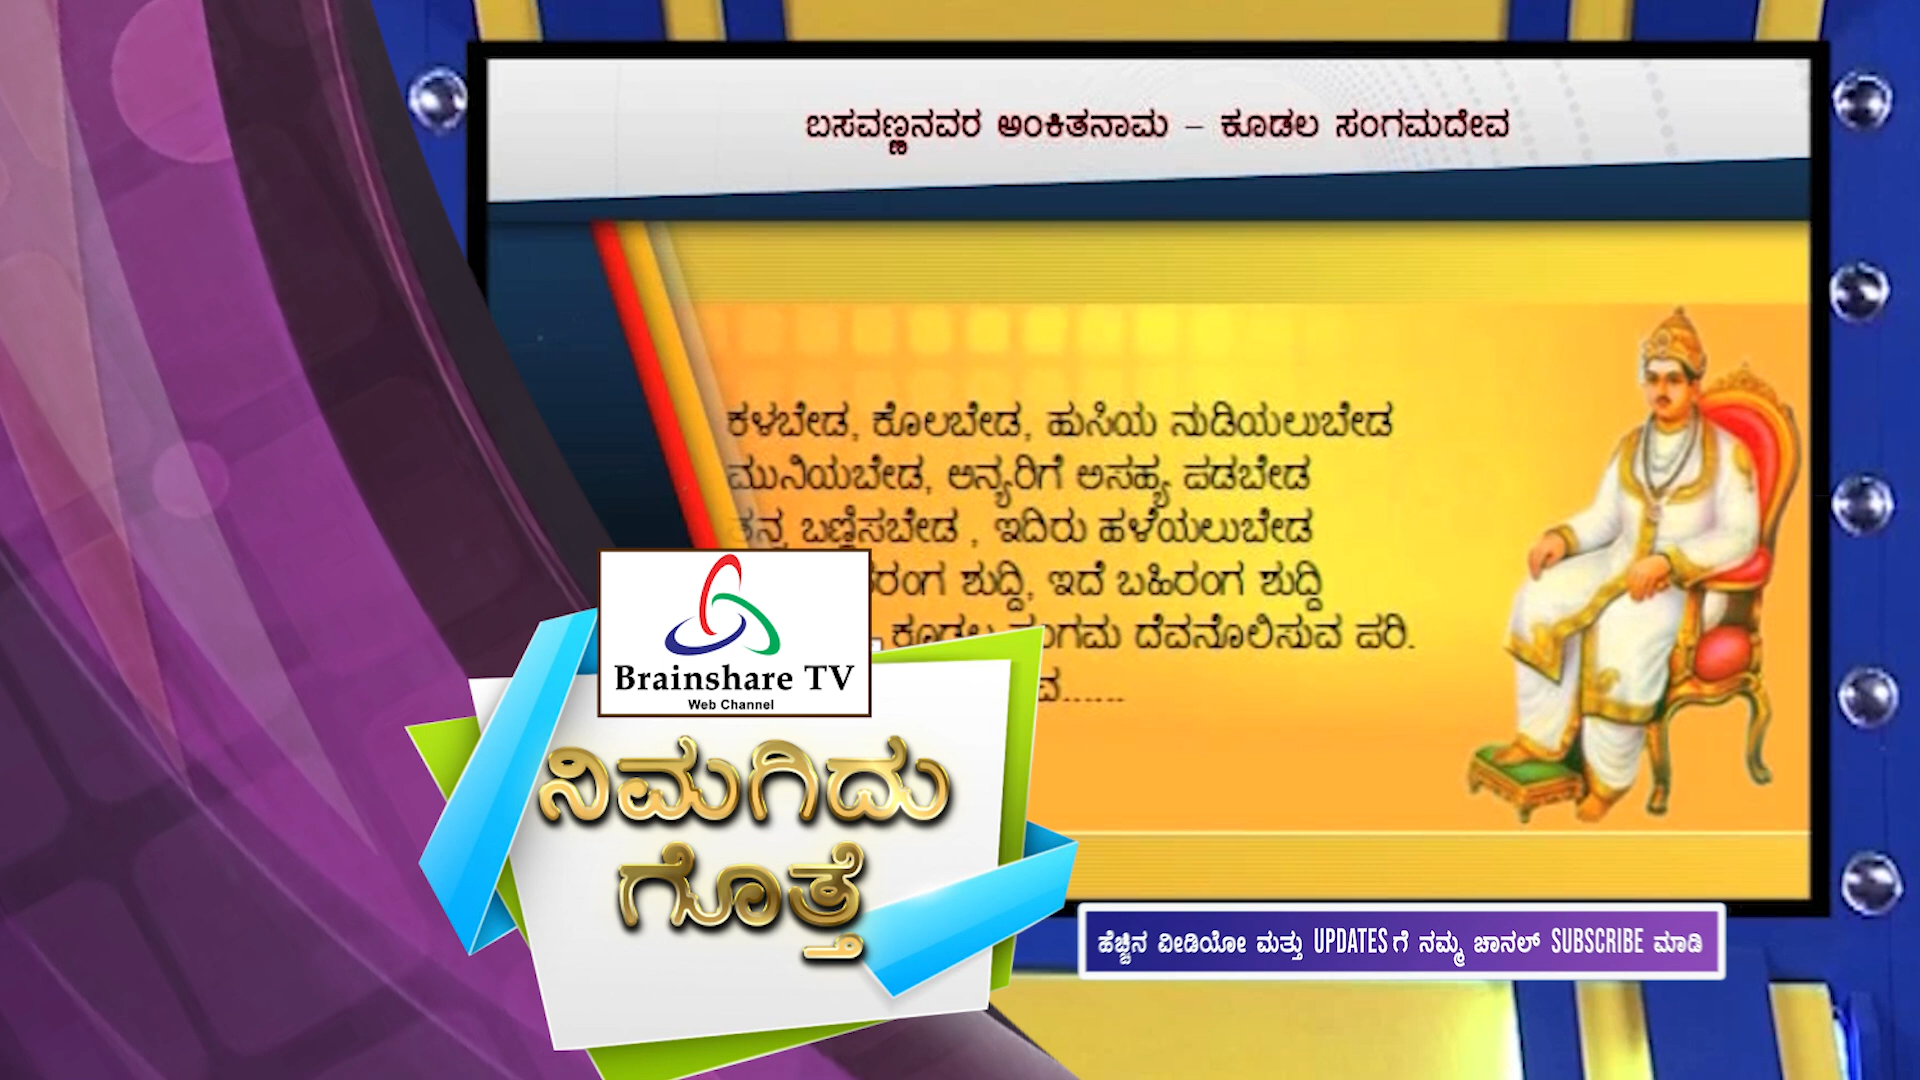 ಬಸವಣ್ಣನವರ ಅಂಕಿತನಾಮ – ಕೂಡಲ ಸಂಗಮದೇವ
ಕಳಬೇಡ, ಕೊಲಬೇಡ, ಹುಸಿಯ ನುಡಿಯಲುಬೇಡ
ಮುನಿಯಬೇಡ, ಅನ್ಯರಿಗೆ ಅಸಹ್ಯ ಪಡಬೇಡ
ತನ್ನ ಬಣ್ಣಿಸಬೇಡ , ಇದಿರು ಹಳೆಯಲುಬೇಡ
ಶುದ್ದಿ, ಇದೆ ಬಹಿರಂಗ ಶುದ್ದಿ
ದೆವನೊಲಿಸುವ ಪರಿ.
Brainshare TV
Web Channel
ನಿಮಗಿದು
ಗೊತ್ತೆ
ಹೆಚ್ಚಿನ ವೀಡಿಯೋ ಮತ್ತು UPDATES ಗೆ ನಮ್ಮ ಚಾನಲ್ SUBSCRIBE ಮಾಡಿ